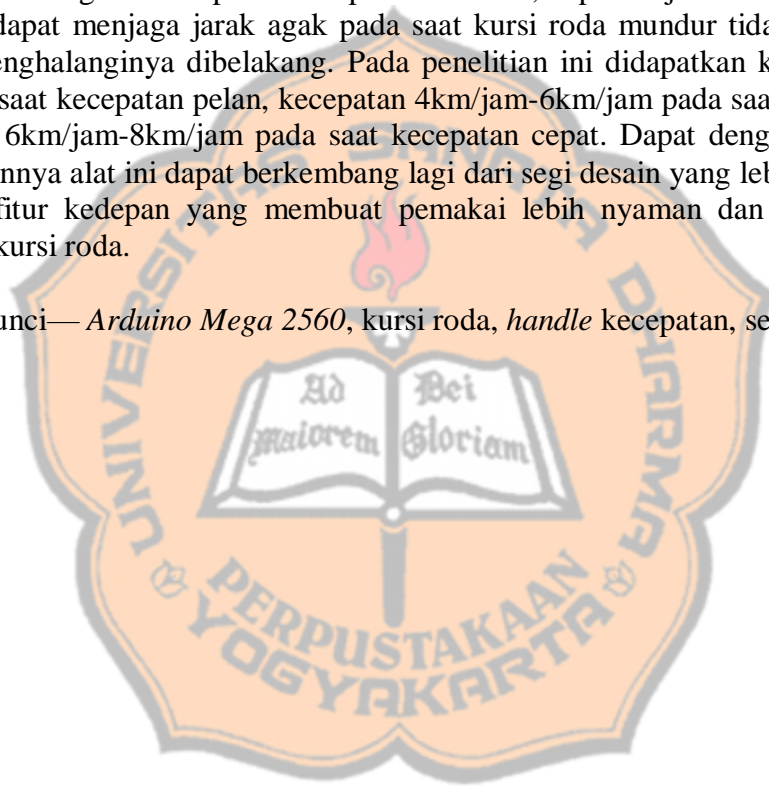 dapat menjaga jarak agak pada saat kursi roda mundur tida
enghalanginya dibelakang. Pada penelitian ini didapatkan k
saat kecepatan pelan, kecepatan 4km/jam-6km/jam pada saa
6km/jam-8km/jam pada saat kecepatan cepat. Dapat deng
nnya alat ini dapat berkembang lagi dari segi desain yang leb
fitur kedepan yang membuat pemakai lebih nyaman dan
kursi roda.
unci— Arduino Mega 2560, kursi roda, handle kecepatan, se
UNIVERSITAS SANATA DHARMA
Ad Dei
Maiorem Gloriam
PERPUSTAKAAN
YOGYAKARTA